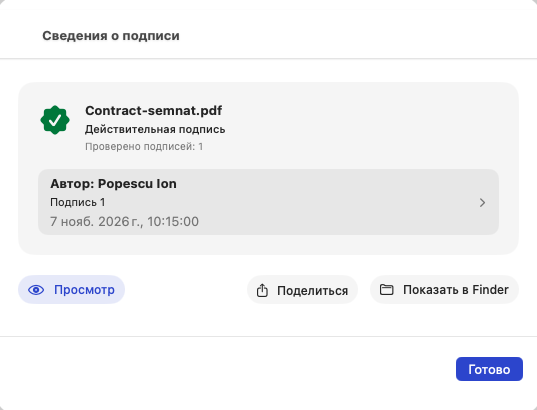 Сведения о подписи
Contract-semnat.pdf
Действительная подпись
Проверено подписей: 1
Автор: Popescu Ion
Подпись 1
7 нояб. 2026 г., 10:15:00
Просмотр
Поделиться
Показать в Finder
Готово